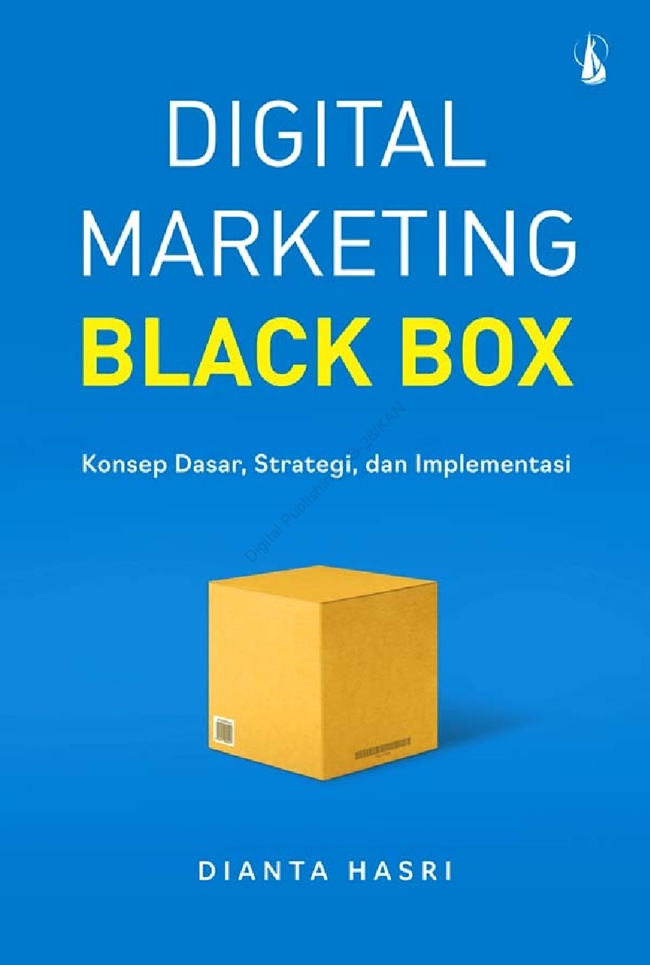 DIGITAL
MARKETING
BLACK BOX
Konsep Dasar, Strategi, dan Implementasi
DIANTA HASRI